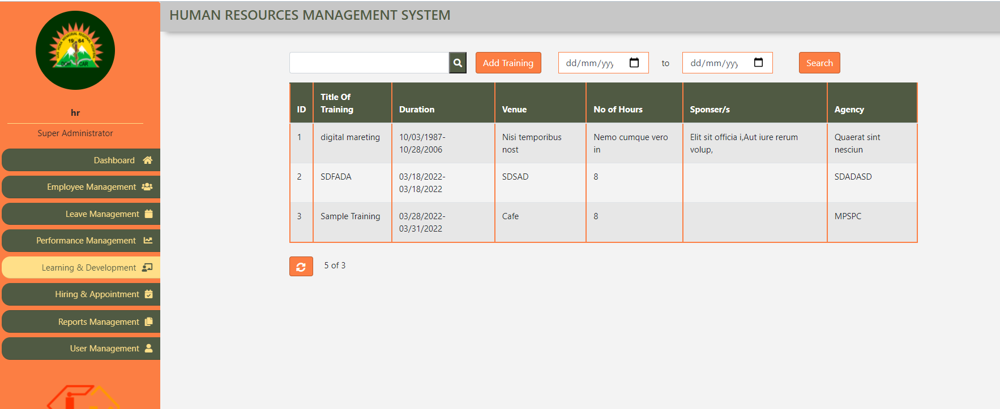 HUMAN RESOURCES MANAGEMENT SYSTEM
LUIS HORA MEMORIAL REGIONAL HOSPITAL
19 64
DOH CAR
hr
Super Administrator
Dashboard
Employee Management
Leave Management
Performance Management
Learning & Development
Hiring & Appointment
Reports Management
User Management
Add Training
dd/mm/yyy
to
dd/mm/yyy
Search
ID Title Of Training Duration Venue No of Hours Sponser/s Agency
1 digital mareting 10/03/1987- Nisi temporibus Nemo cumque vero Elit sit officia i,Aut iure rerum Quaerat sint
10/28/2006 nost in volup, nesciun
2 SDFADA 03/18/2022- SDSAD 8 SDADASD
03/18/2022
3 Sample Training 03/28/2022- Cafe 8 MPSPC
03/31/2022
5 of 3